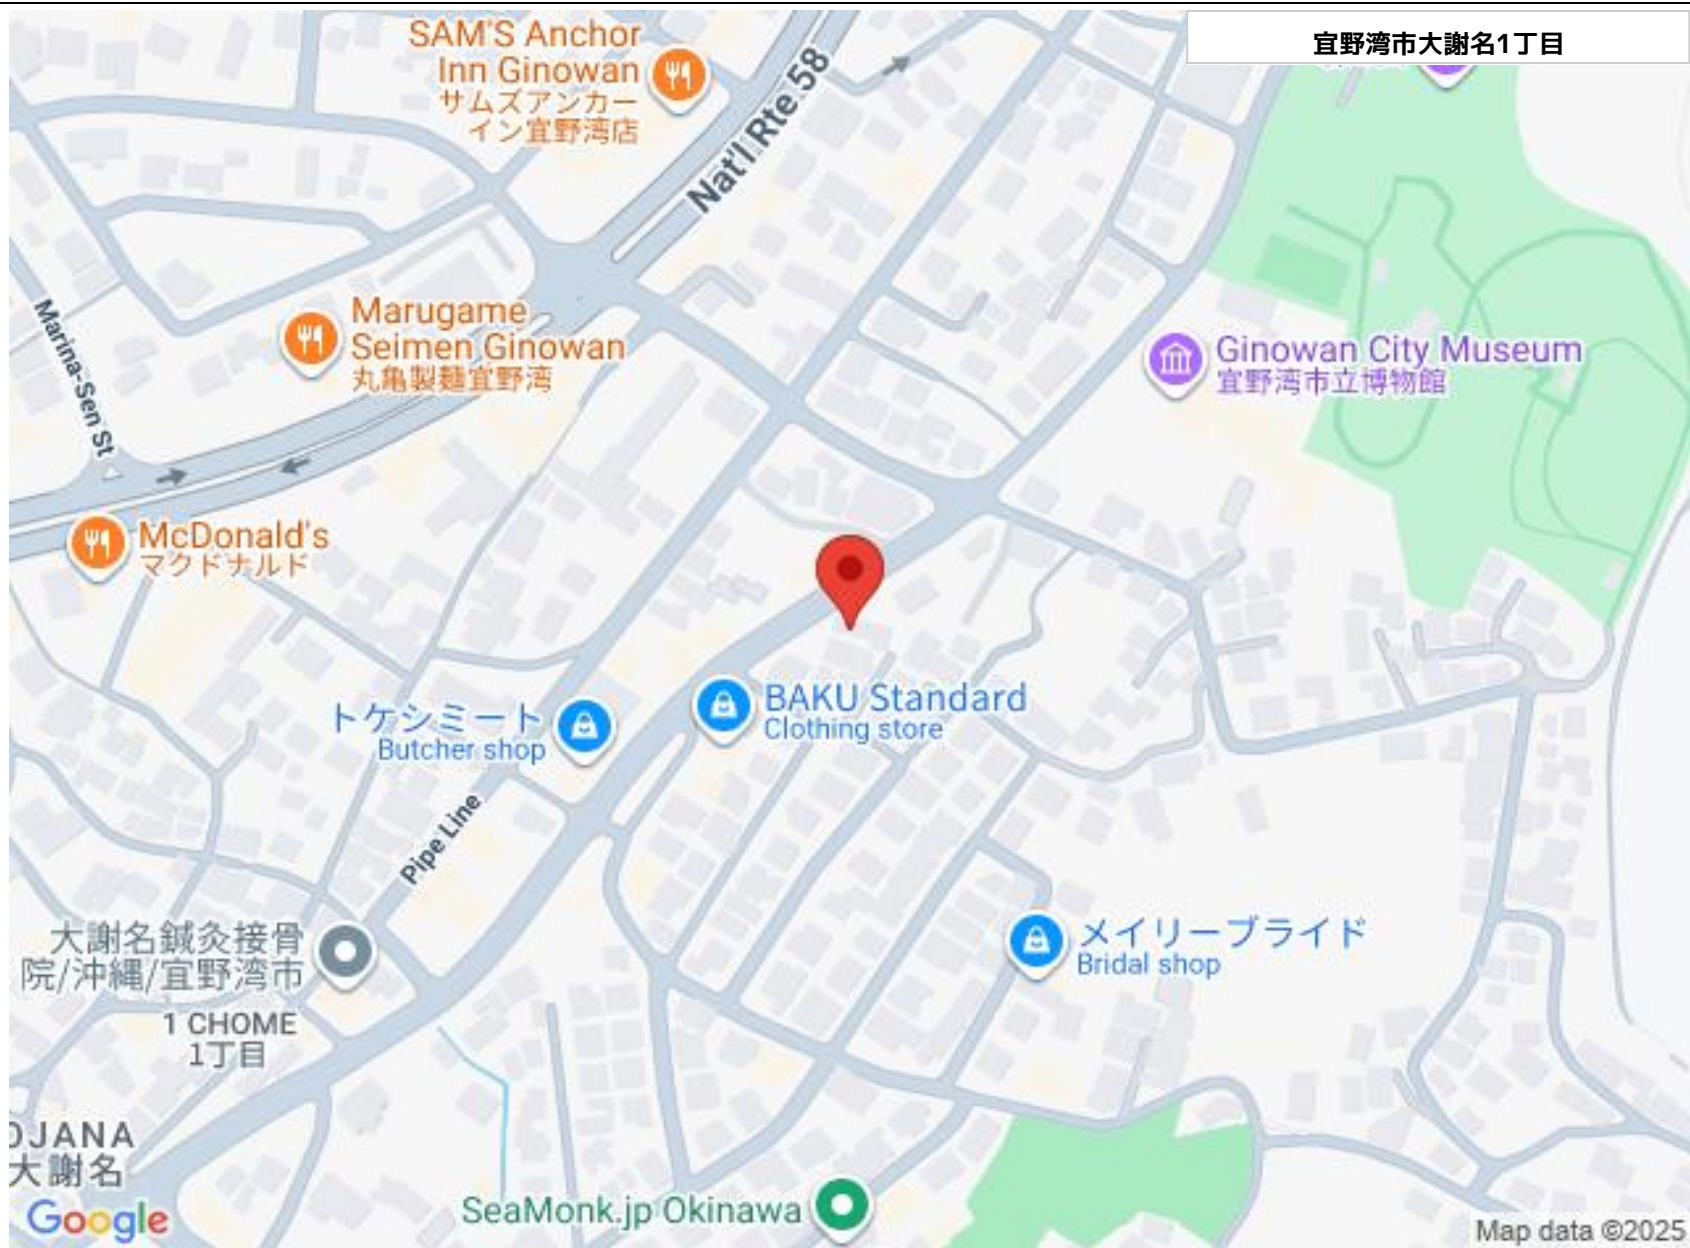 宜野湾市大謝名1丁目
SAM'S Anchor
Inn Ginowan
サムズアンカー
イン宜野湾店
Nat'l Rte 58
Marina-Sen St
Marugame
Seimen Ginowan
丸亀製麺宜野湾
Ginowan City Museum
宜野湾市立博物館
McDonald's
マクドナルド
トケシミート
Butcher shop
BAKU Standard
Clothing store
Pipe Line
大謝名鍼灸接骨
院/沖縄/宜野湾市
メイリーブライド
Bridal shop
1 CHOME
1丁目
OJANA
大謝名
SeaMonk.jp Okinawa
Google
Map data ©2025